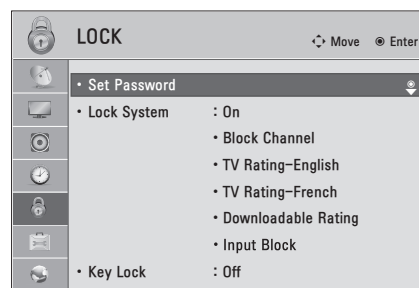 LOCK
Move Enter
• Set Password
• Lock System : On
• Block Channel
• TV Rating-English
• TV Rating-French
• Downloadable Rating
• Input Block
• Key Lock : Off